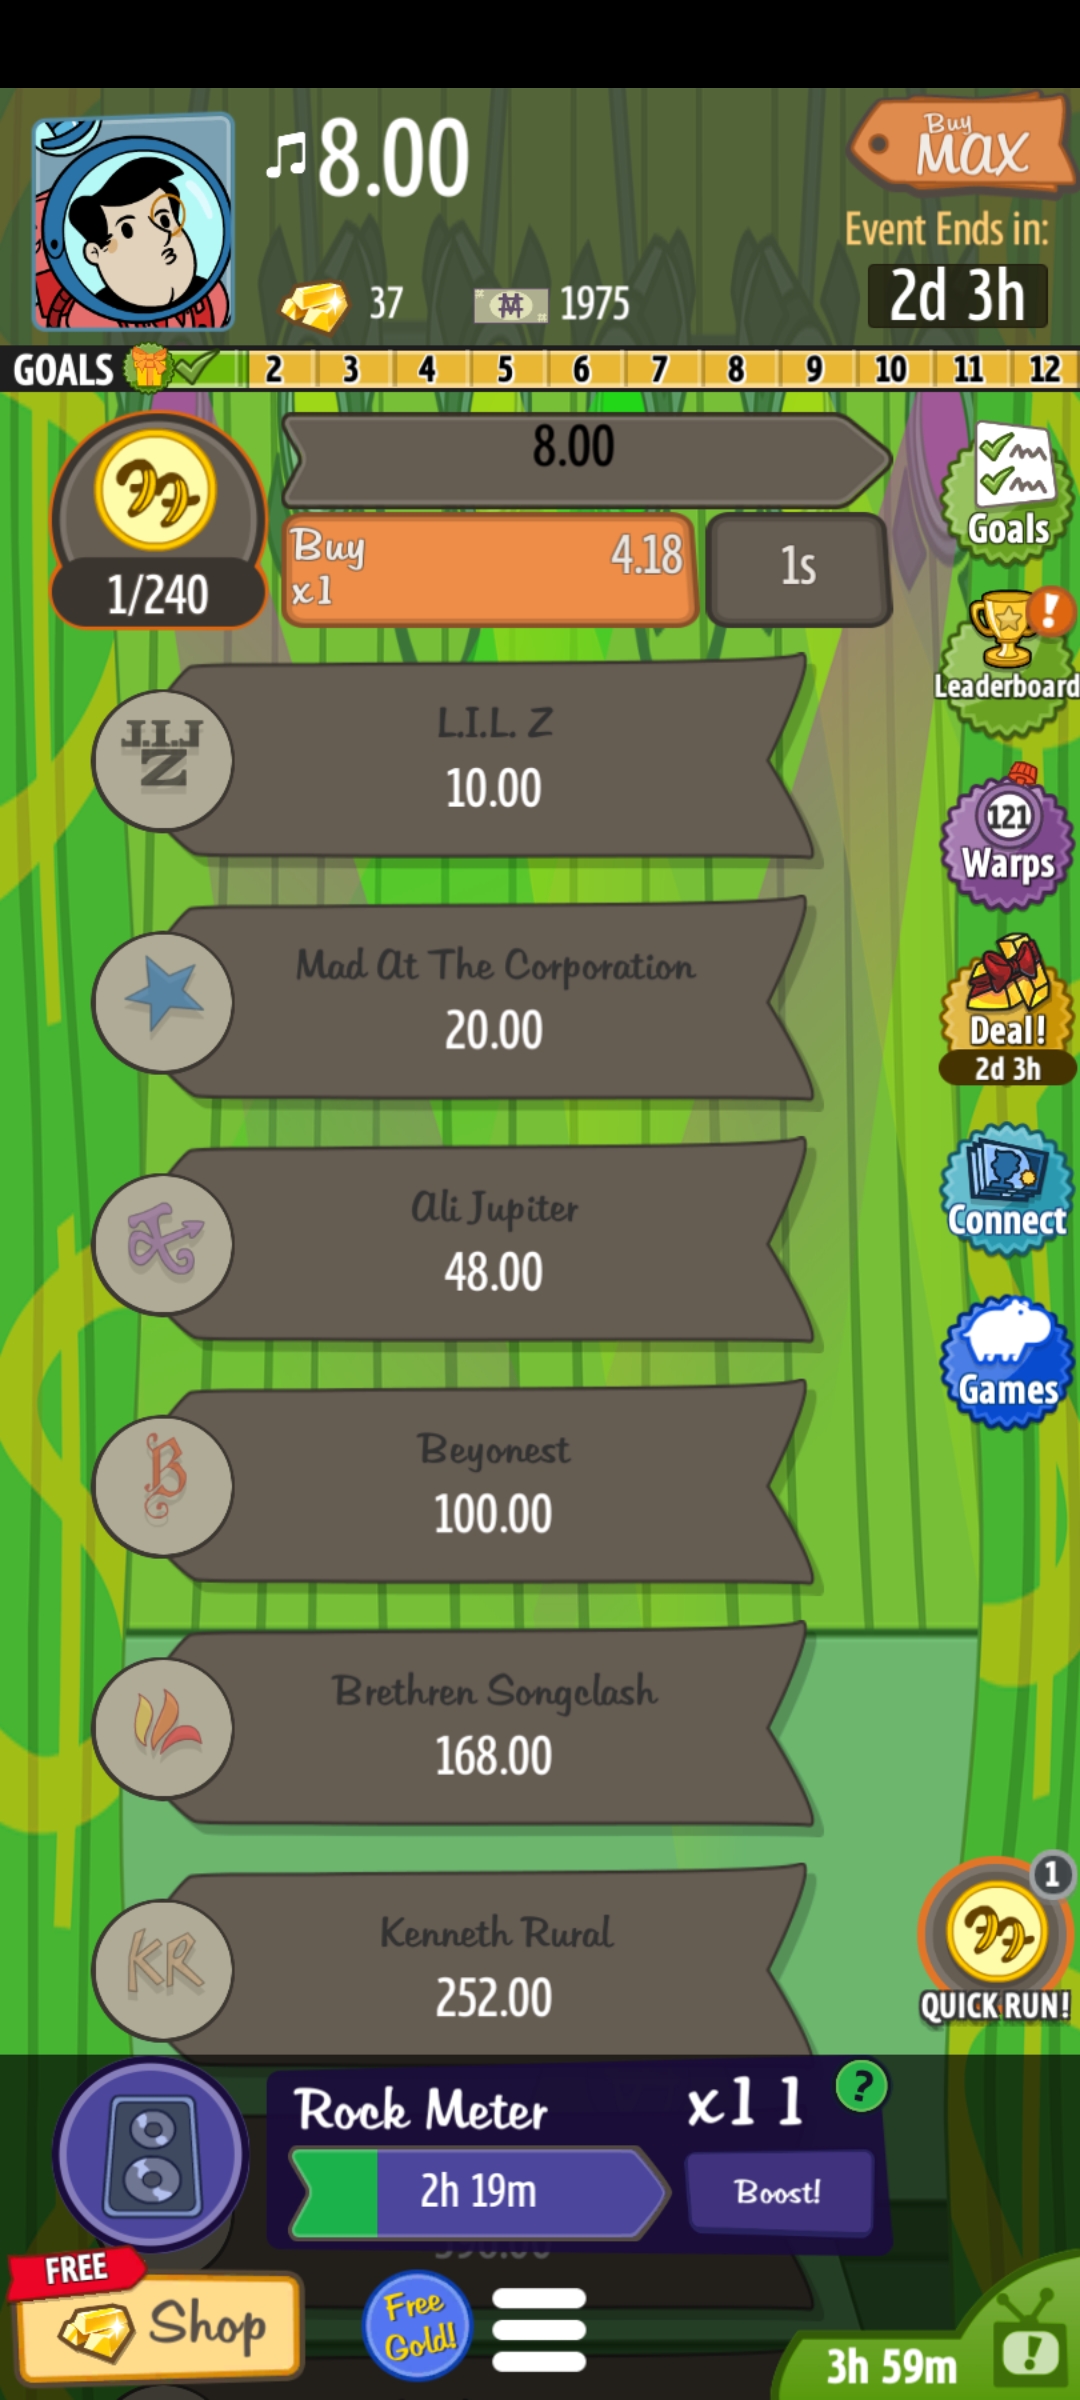 ♫8.00
Buy
MAX
Event Ends in:
2d 3h
37
1975
GOALS 2 3 4 5 6 7 8 9 10 11 12
8.00
Buy
x1
4.18
1s
1/240
Goals
L.I.L. Z
10.00
!
Leaderboard
121
Warps
Mad At The Corporation
20.00
Deal!
2d 3h
Ali Jupiter
48.00
Connect
Beyonest
100.00
Games
B
Brethren Songclash
168.00
KR
Kenneth Rural
252.00
1
QUICK RUN!
Rock Meter
x11
?
2h 19m
Boost!
FREE
Shop
Free
Gold!
3h 59m
!